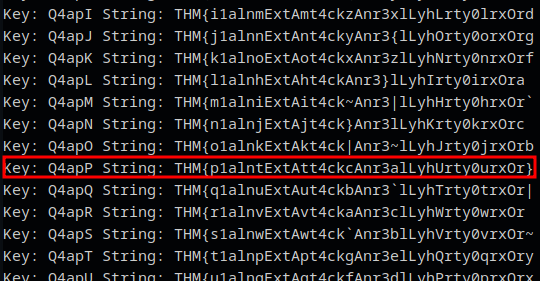 Key: Q4apI String: THM{i1alnmExtAmt4ckzAnr3xlLyhLrty0lrxOrd
Key: Q4apJ String: THM{j1alnnExtAnt4ckyAnr3{lLyhOrty0orxOrg
Key: Q4apK String: THM{k1alnoExtAot4ckxAnr3zlLyhNrty0nrxOrf
Key: Q4apL String: THM{l1alnhExtAht4ckAnr3}lLyhIrty0irxOra
Key: Q4apM String: THM{m1alniExtAit4ck~Anr3|lLyhHrty0hrxOr`
Key: Q4apN String: THM{n1alnjExtAjt4ck}Anr3lLyhKrty0krxOrc
Key: Q4apO String: THM{o1alnkExtAkt4ck|Anr3~lLyhJrty0jrxOrb
Key: Q4apP String: THM{p1alntExtAtt4ckcAnr3alLyhUrty0urxOr}
Key: Q4apQ String: THM{q1alnuExtAut4ckbAnr3`lLyhTrty0trxOr|
Key: Q4apR String: THM{r1alnvExtAvt4ckaAnr3clLyhWrty0wrxOr
Key: Q4apS String: THM{s1alnwExtAwt4ck`Anr3blLyhVrty0vrxOr~
Key: Q4apT String: THM{t1alnpExtApt4ckgAnr3elLyhQrty0qrxOry
Key: Q4apU String: THM{u1alnqExtAqt4ckfAnr3dlLyhPrty0prxOrx